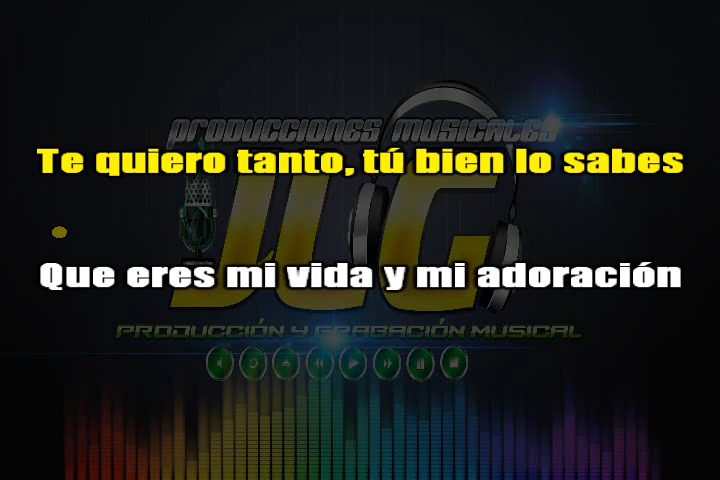 PRODUCCIONES MUSICALES
Te quiero tanto, tú bien lo sabes
JLG
Que eres mi vida y mi adoración
PRODUCCIÓN Y GRABACIÓN MUSICAL